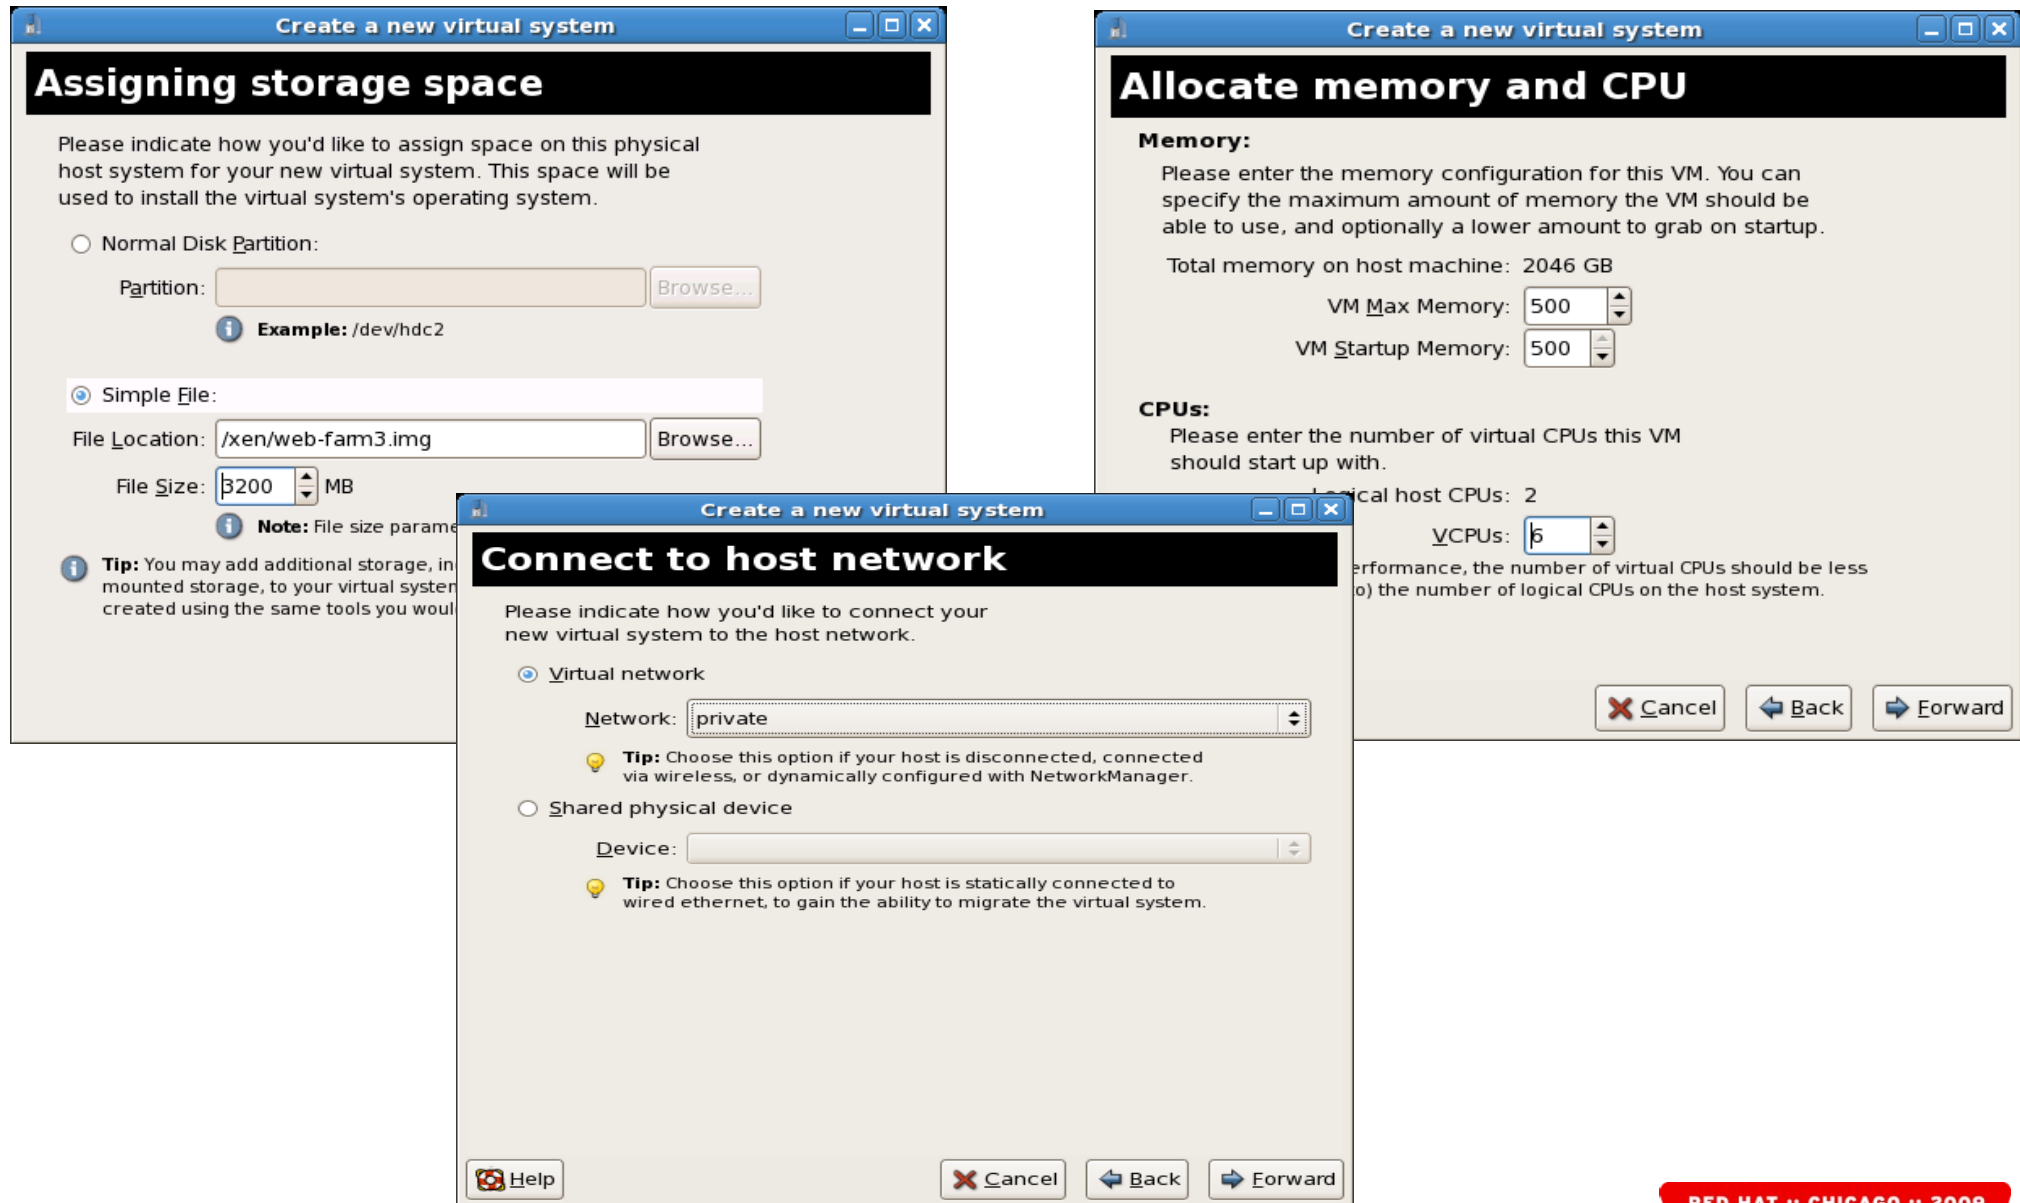 Create a new virtual system
Assigning storage space
Please indicate how you'd like to assign space on this physical
host system for your new virtual system. This space will be
used to install the virtual system's operating system.
Normal Disk Partition:
Partition: Browse...
Example: /dev/hdc2
Simple File:
File Location: /xen/web-farm3.img Browse...
File Size: 3200 MB
Note: File size
Tip: You may add additional storage,
mounted storage, to your virtual
created using the same tools you
Create a new virtual system
Allocate memory and CPU
Memory:
Please enter the memory configuration for this VM. You can
specify the maximum amount of memory the VM should be
able to use, and optionally a lower amount to grab on startup.
Total memory on host machine: 2046 GB
VM Max Memory: 500
VM Startup Memory: 500
CPUs:
Please enter the number of virtual CPUs this VM
should start up with.
host CPUs: 2
VCPUs: 6
the number of virtual CPUs should be less
the number of logical CPUs on the host system.
Cancel Back Forward
Create a new virtual system
Connect to host network
Please indicate how you'd like to connect your
new virtual system to the host network.
Virtual network
Network: private
Tip: Choose this option if your host is disconnected, connected
via wireless, or dynamically configured with NetworkManager.
Shared physical device
Device:
Tip: Choose this option if your host is statically connected to
wired ethernet, to gain the ability to migrate the virtual system.
Help Cancel Back Forward
RED HAT :: CHICAGO :: 2009